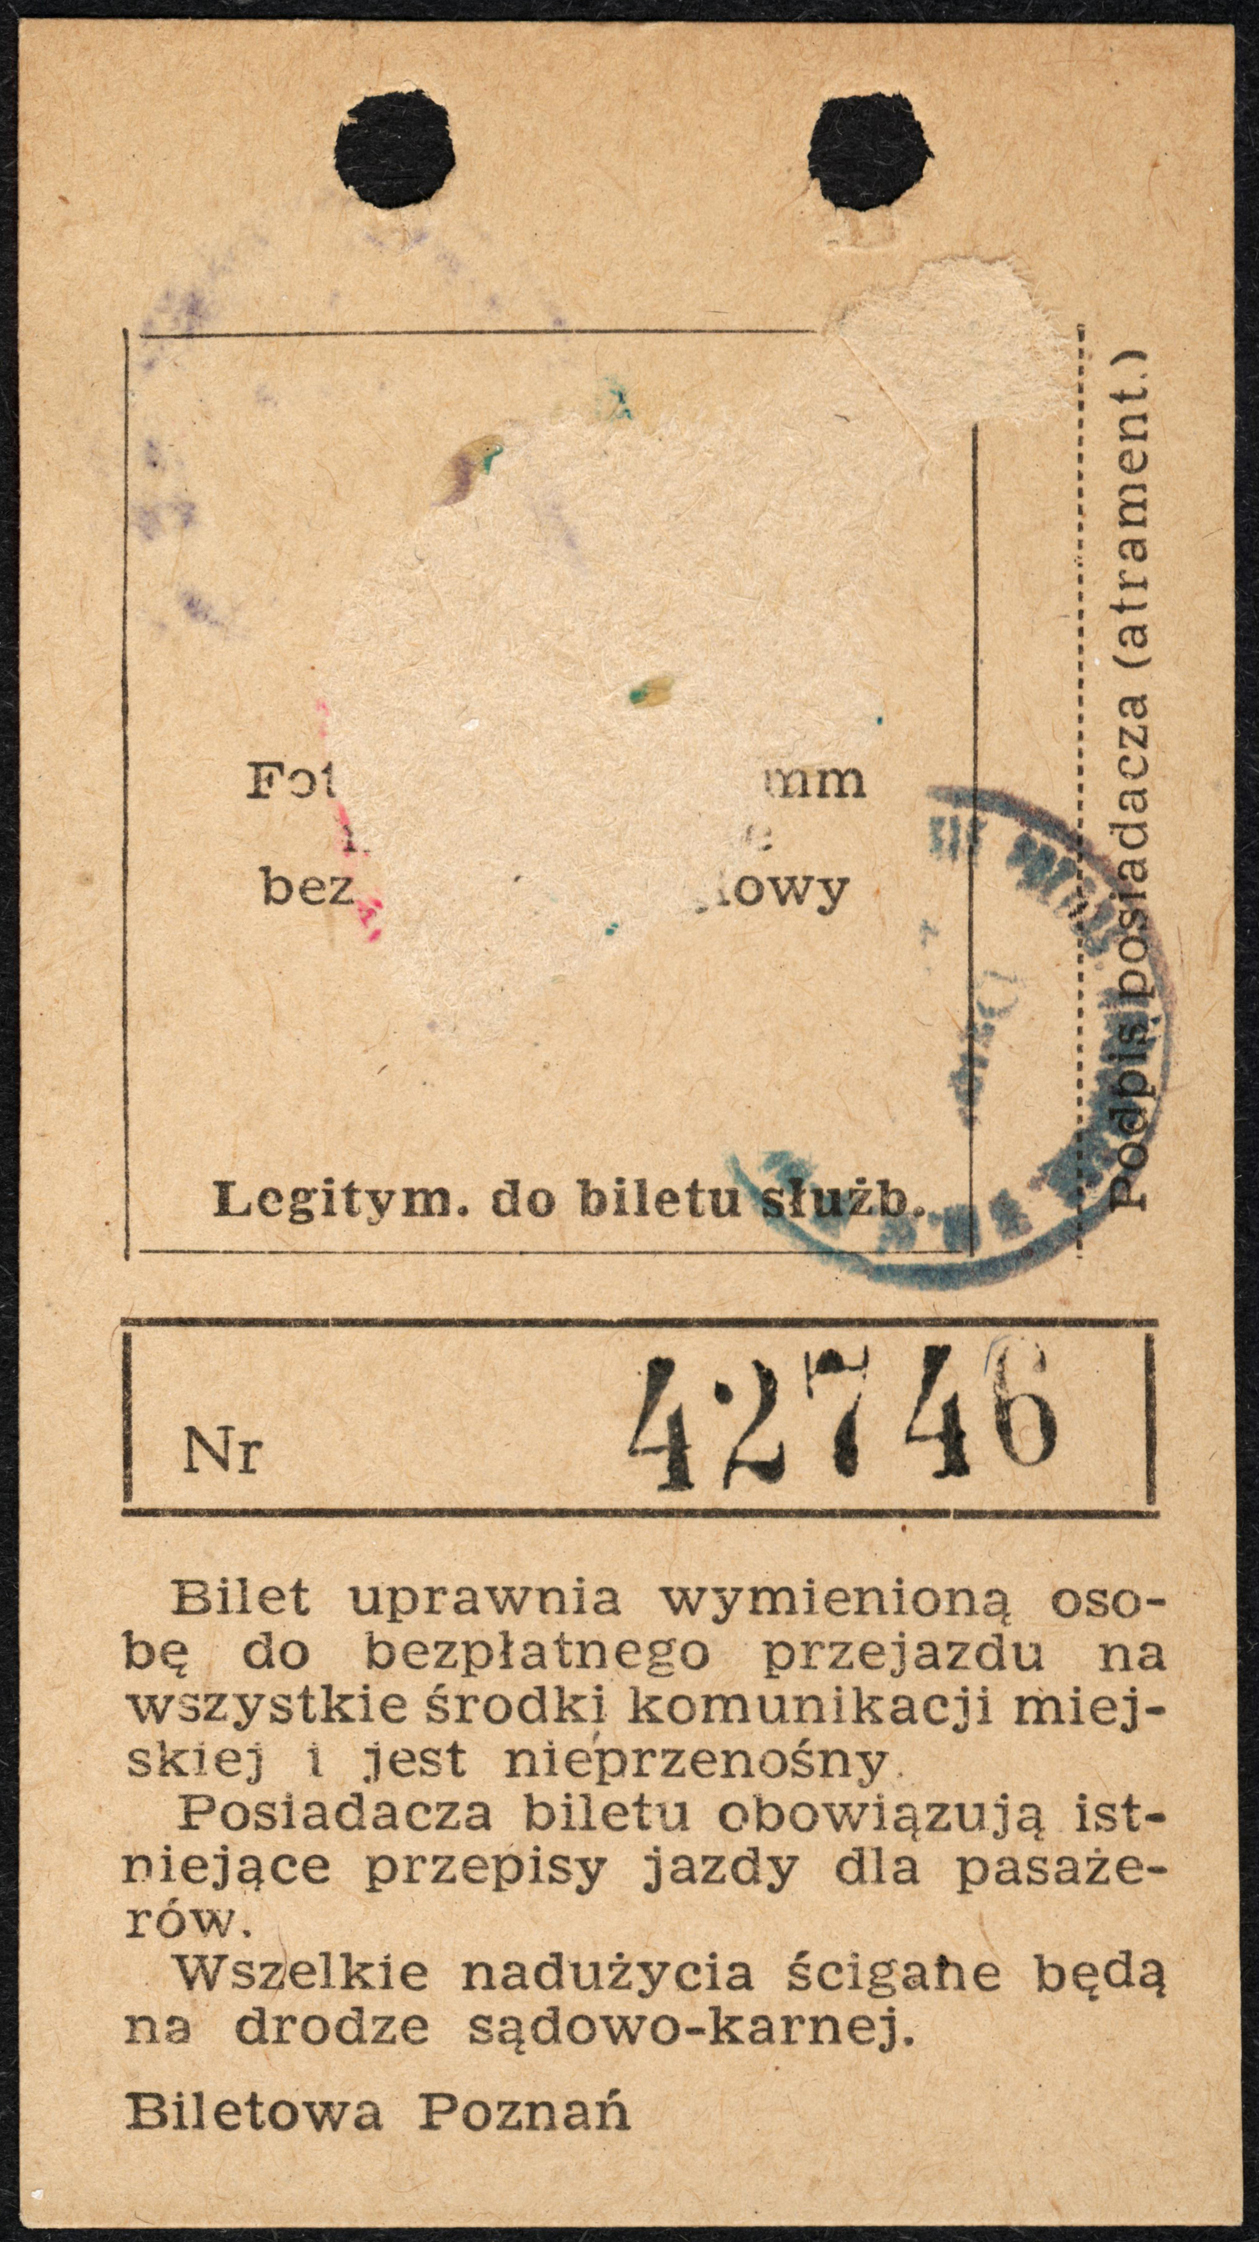 mm
bez
Legitym. do biletu służb.
Podpis posiadacza (atrament.)
Nr 42746
Bilet uprawnia wymienioną oso-
bę do bezpłatnego przejazdu na
wszystkie środki komunikacji miej-
skiej i jest nieprzenośny.
Posiadacza biletu obowiązują ist-
niejące przepisy jazdy dla pasaże-
rów.
Wszelkie nadużycia ścigane będą
na drodze sądowo-karnej.
Biletowa Poznań